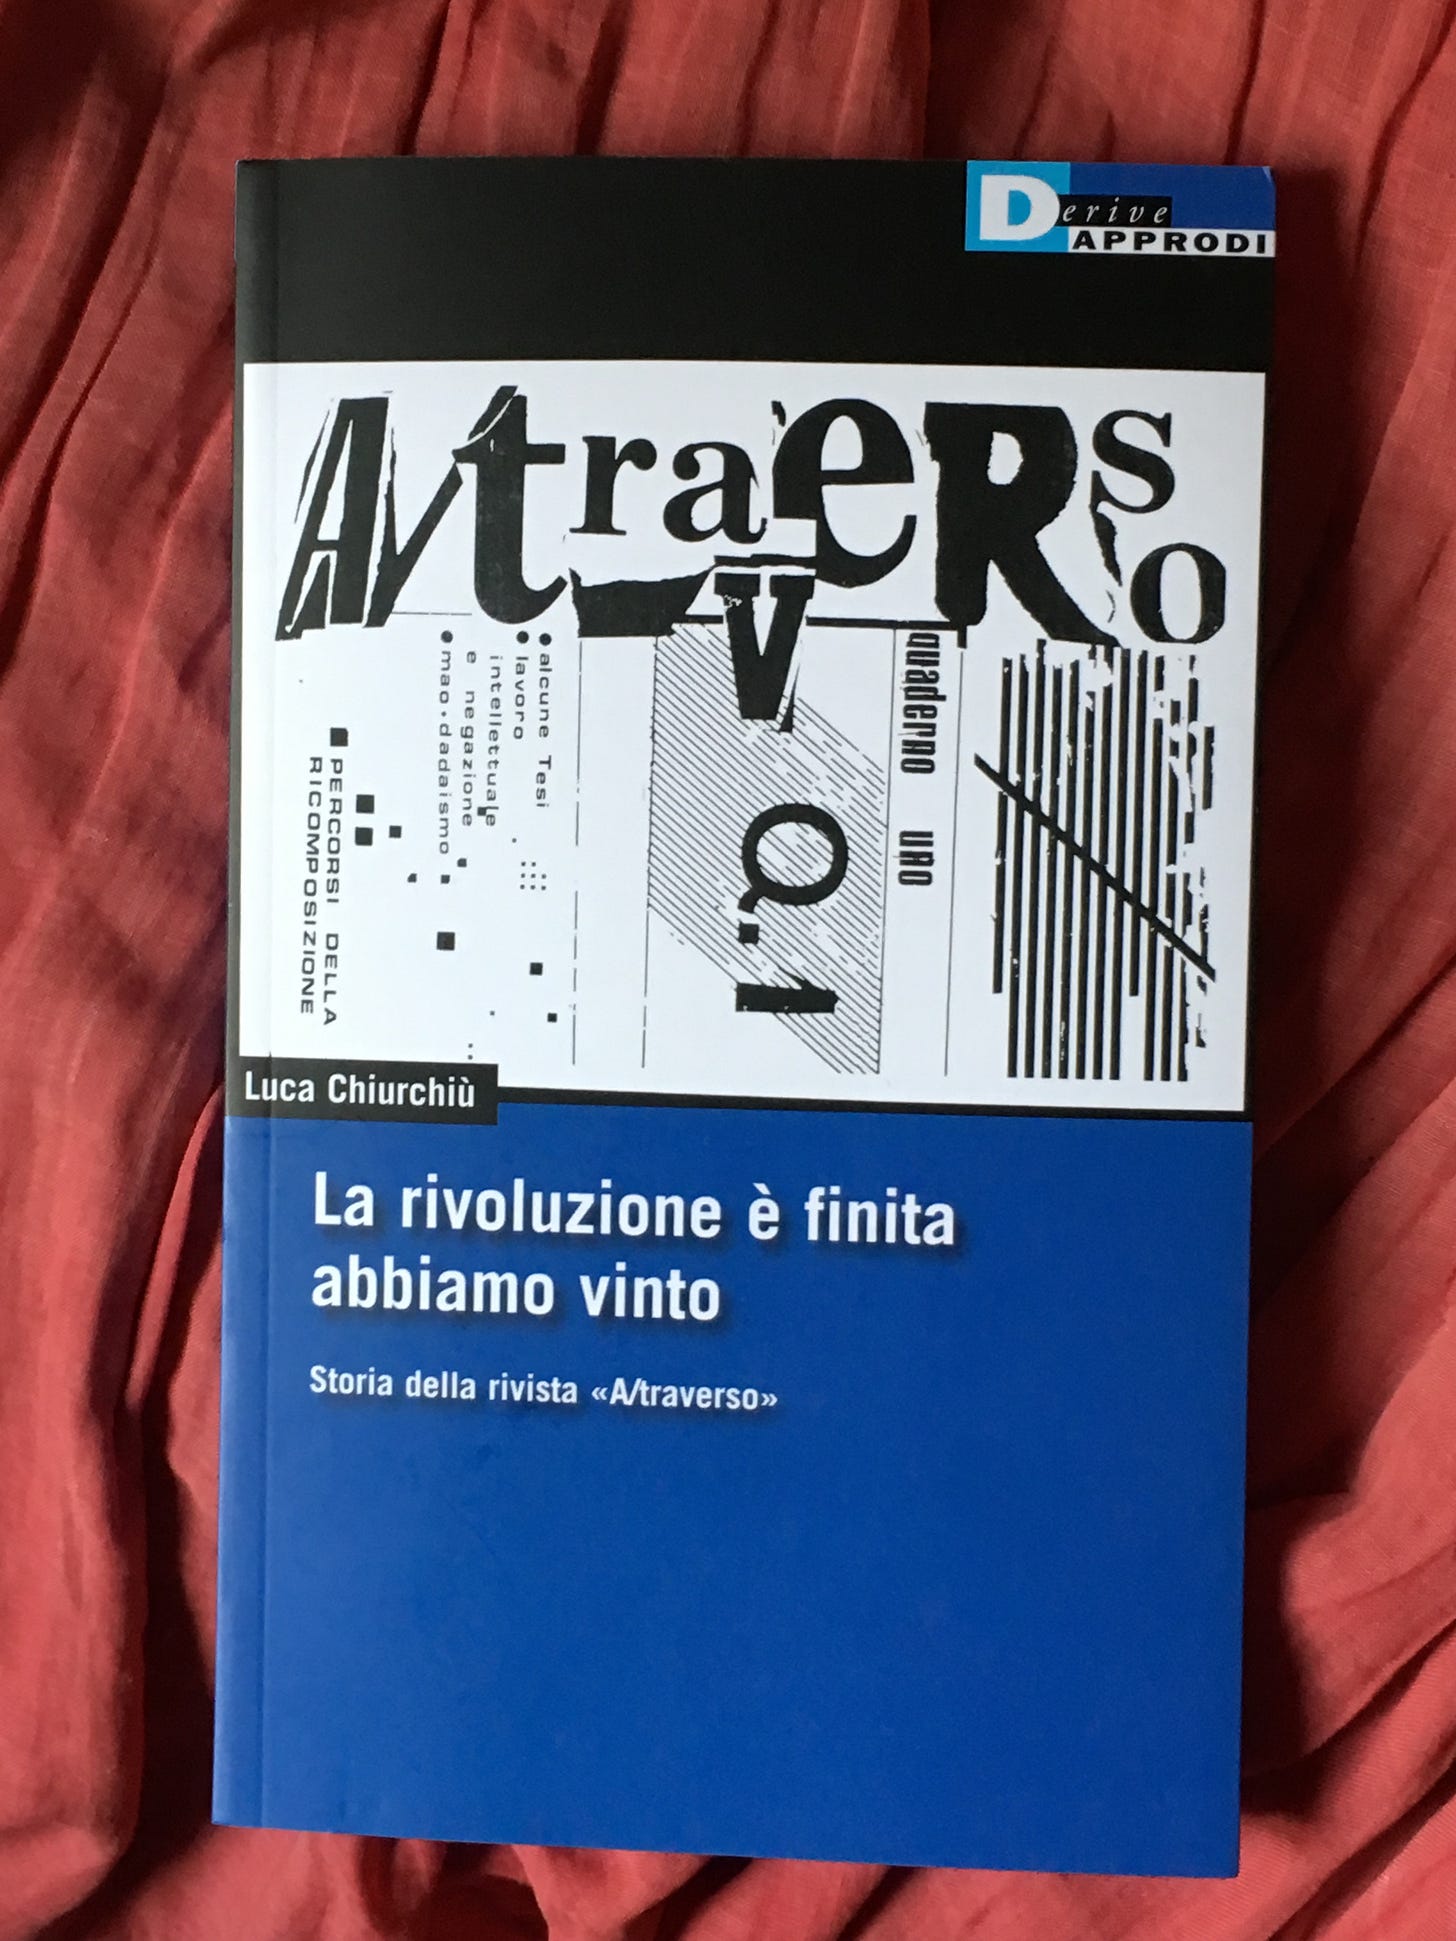 Derive
APPRODI
A/traverso
V
Q.1
quaderno uno
● alcune Tesi
● lavoro
intellettuale
e negazione
● mao+dadaismo
PERCORSI DELLA
RICOMPOSIZIONE
Luca Chiurchiù
La rivoluzione è finita
abbiamo vinto
Storia della rivista «A/traverso»